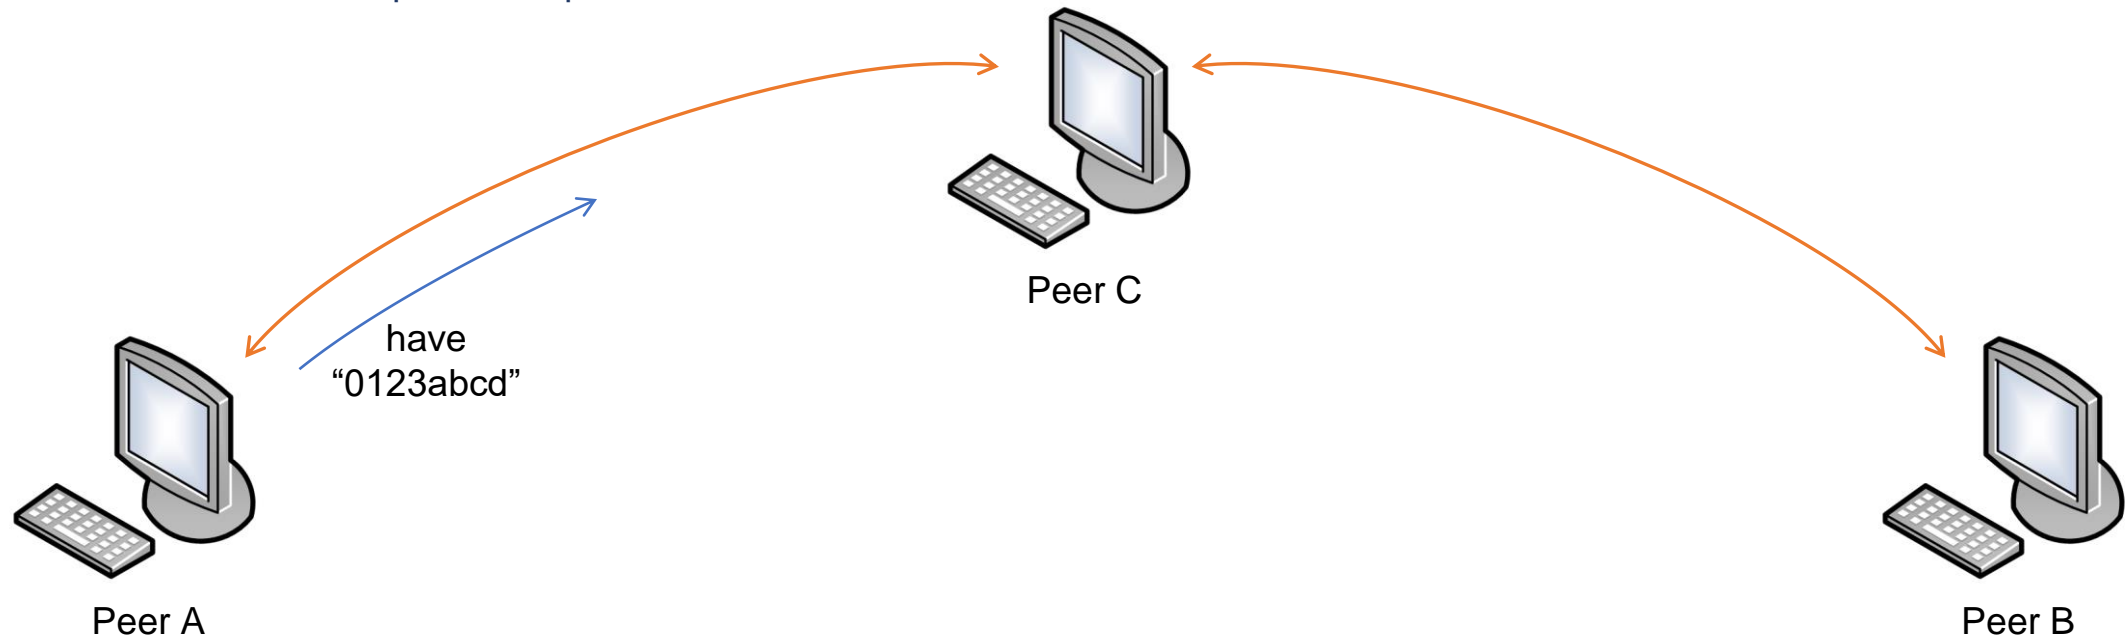 Peer C
have
“0123abcd”
Peer A
Peer B